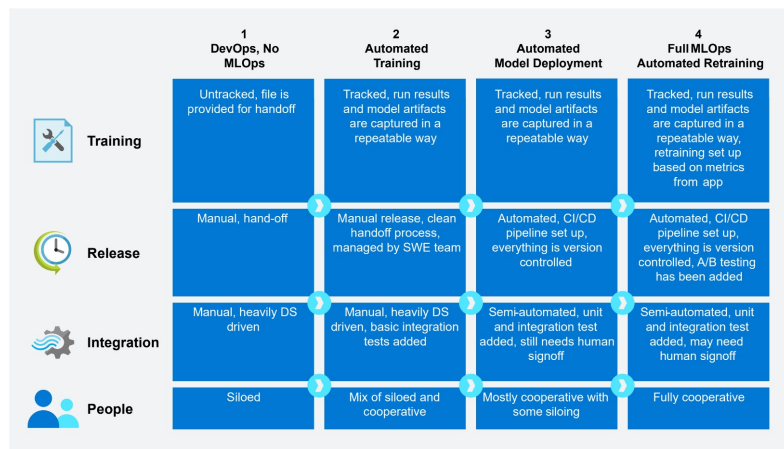 1
DevOps, No
MLOps
2
Automated
Training
3
Automated
Model Deployment
4
Full MLOps
Automated Retraining
Training
Untracked, file is
provided for handoff
Tracked, run results
and model artifacts
are captured in a
repeatable way
Tracked, run results
and model artifacts
are captured in a
repeatable way
Tracked, run results
and model artifacts
are captured in a
repeatable way,
retraining set up
based on metrics
from app
Release
Manual, hand-off
Manual release, clean
handoff process,
managed by SWE team
Automated, CI/CD
pipeline set up,
everything is version
controlled
Automated, CI/CD
pipeline set up,
everything is version
controlled, A/B testing
has been added
Integration
Manual, heavily DS
driven
Manual, heavily DS
driven, basic integration
tests added
Semi-automated, unit
and integration test
added, still needs human
signoff
Semi-automated, unit
and integration test
added, may need
human signoff
People
Siloed
Mix of siloed and
cooperative
Mostly cooperative with
some siloing
Fully cooperative